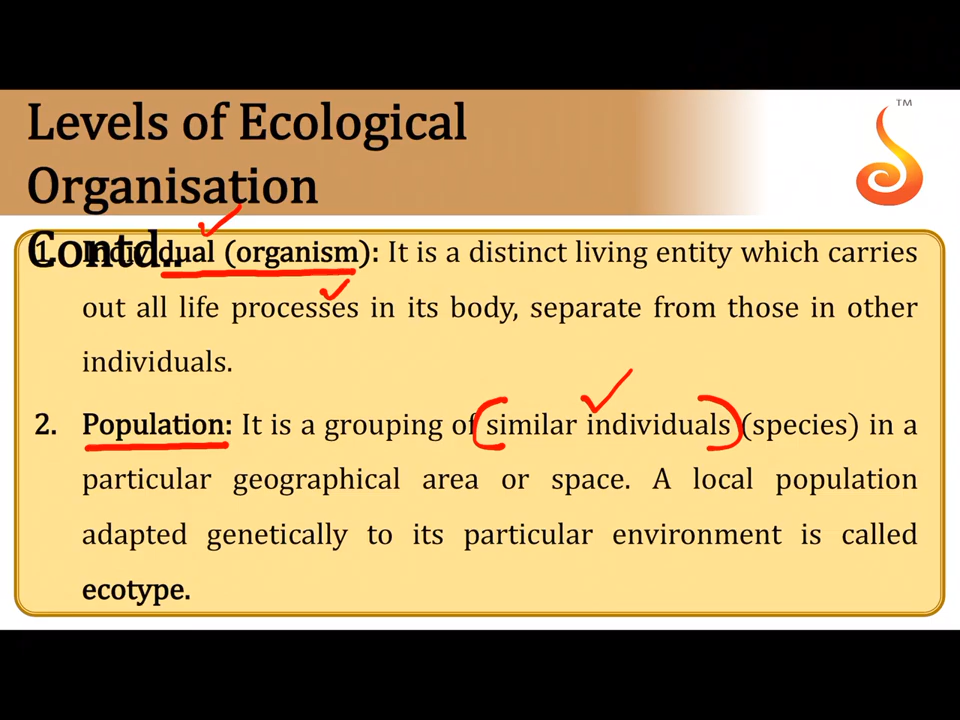 Levels of Ecological
TM
Organisation
Contd..
1. Individual (organism): It is a distinct living entity which carries
out all life processes in its body, separate from those in other
individuals.
2. Population: It is a grouping of similar individuals (species) in a
particular geographical area or space. A local population
adapted genetically to its particular environment is called
ecotype.